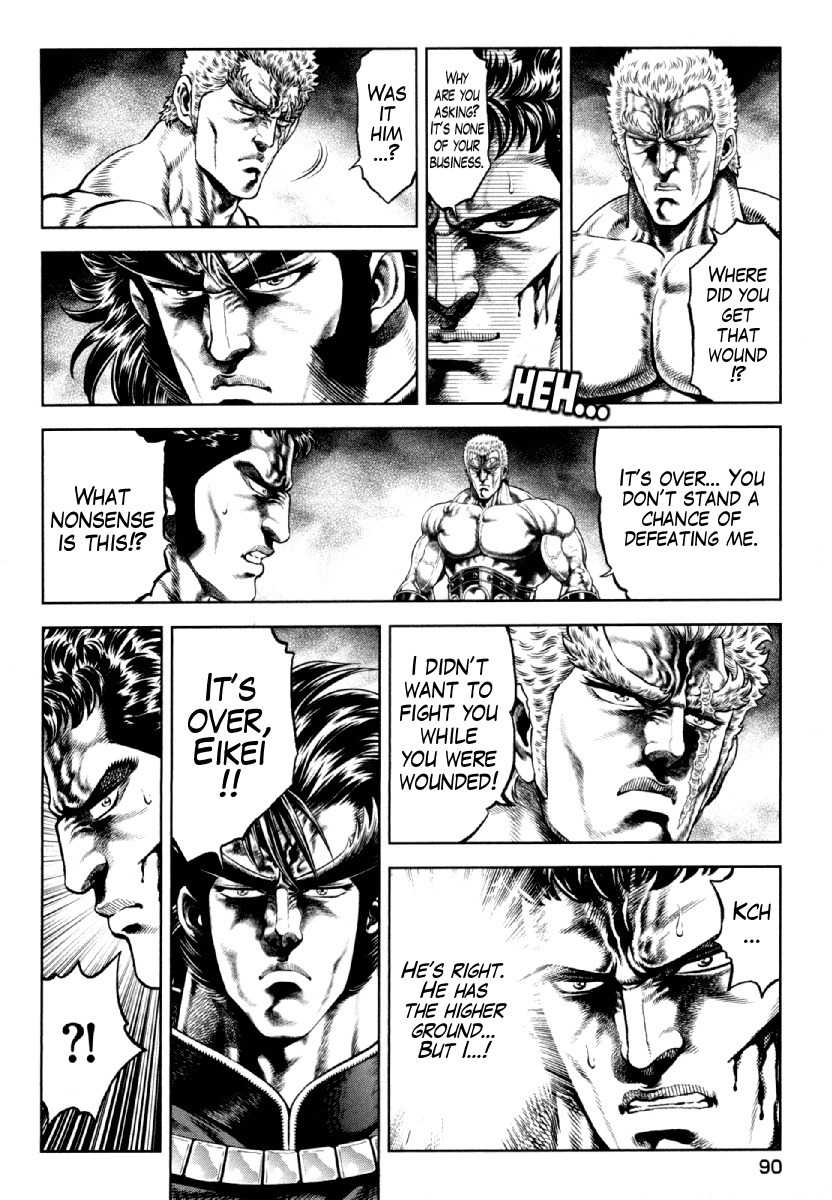 WHERE
DID YOU
GET
THAT
WOUND
!?
WHY
ARE YOU
ASKING?
IT'S NONE
OF YOUR
BUSINESS.
HEH...
WAS
IT
HIM
...?
IT'S OVER... YOU
DON'T STAND A
CHANCE OF
DEFEATING ME.
WHAT
NONSENSE
IS THIS!?
I DIDN'T
WANT TO
FIGHT YOU
WHILE
YOU WERE
WOUNDED!
KCH
...
HE'S RIGHT.
HE HAS
THE HIGHER
GROUND...
BUT I...!
IT'S
OVER,
EIKEI
!!
?!
90